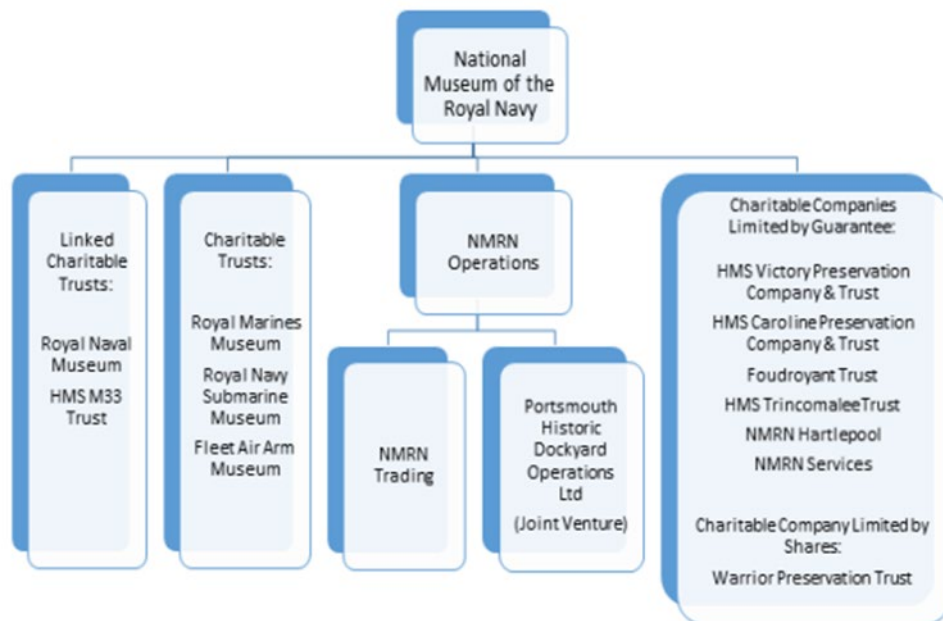 National
Museum of the
Royal Navy
Linked
Charitable
Trusts:
Royal Naval
Museum
HMS M33
Trust
Charitable
Trusts:
Royal Marines
Museum
Royal Navy
Submarine
Museum
Fleet Air Arm
Museum
NMRN
Operations
NMRN
Trading
Portsmouth
Historic
Dockyard
Operations
Ltd
(Joint Venture)
Charitable Companies
Limited by Guarantee:
HMS Victory Preservation
Company & Trust
HMS Caroline Preservation
Company & Trust
Foudroyant Trust
HMS Trincomalee Trust
NMRN Hartlepool
NMRN Services
Charitable Company Limited by
Shares:
Warrior Preservation Trust